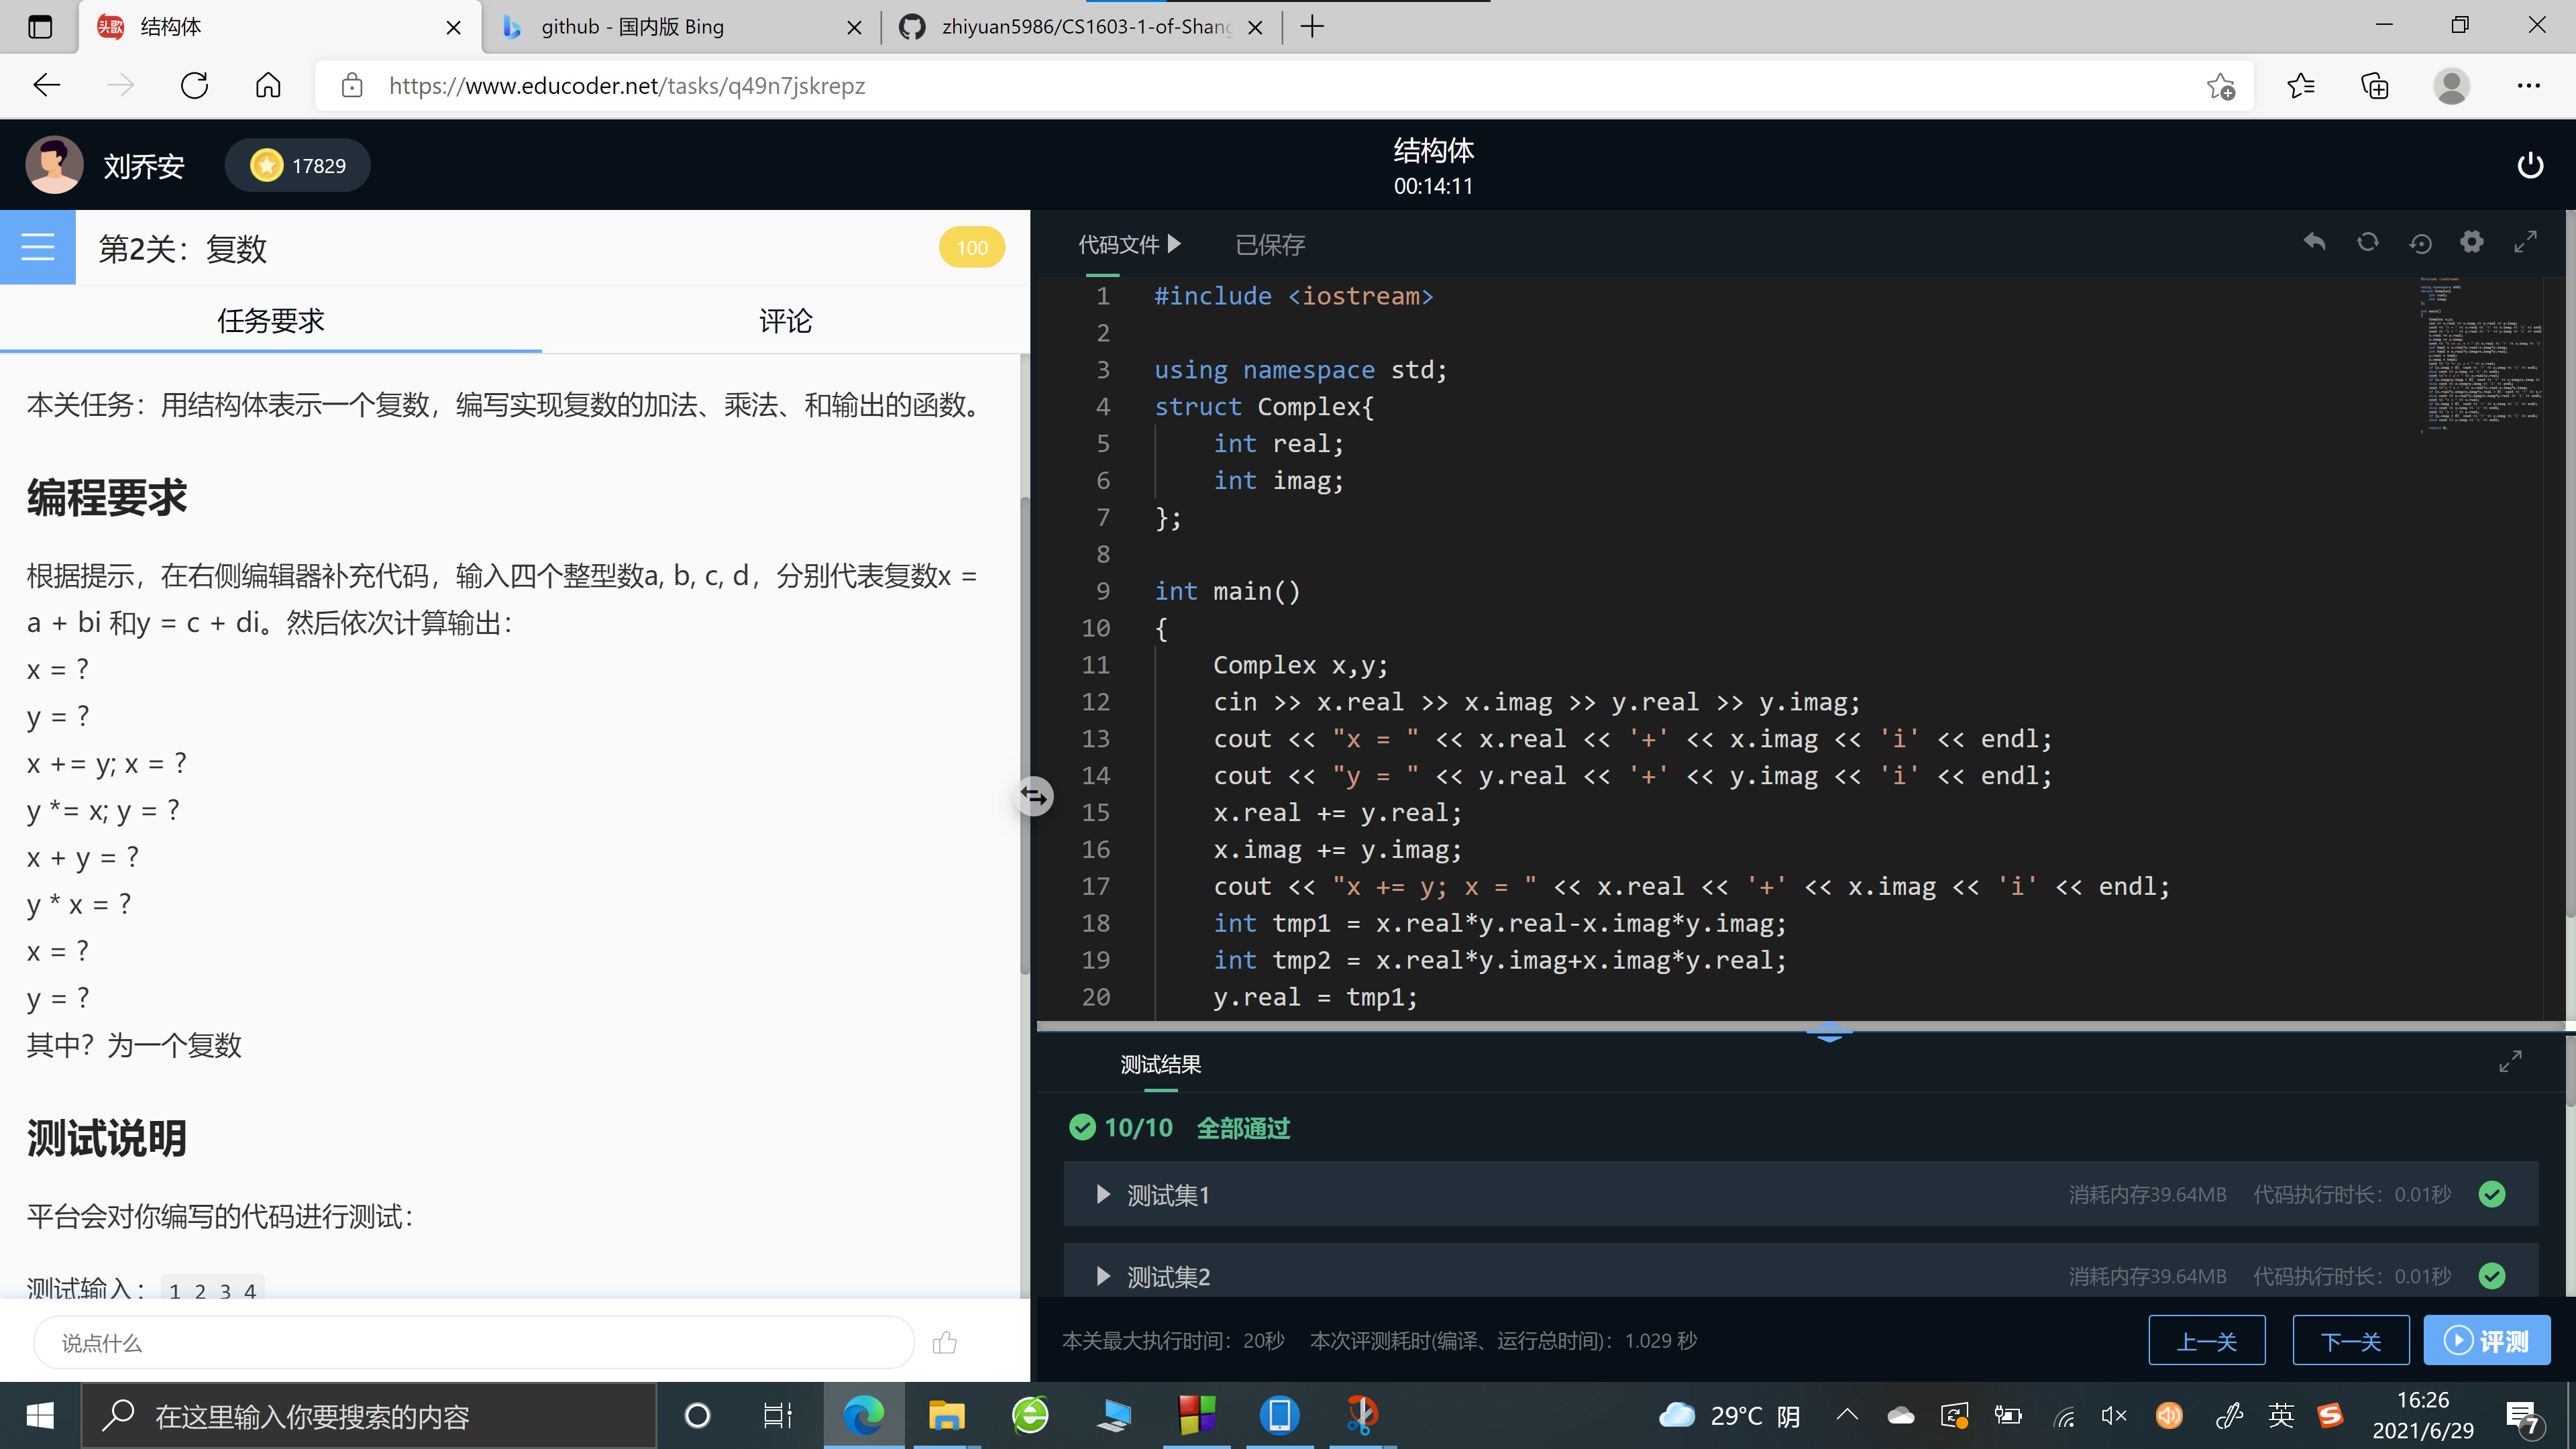 结构体
github - 国内版 Bing
zhiyuan5986/CS1603-1-of-Shang
https://www.educoder.net/tasks/q49n7jskrepz
刘乔安
17829
结构体
00:14:11
第2关：复数
100
任务要求
评论
本关任务：用结构体表示一个复数，编写实现复数的加法、乘法、和输出的函数。
编程要求
根据提示，在右侧编辑器补充代码，输入四个整型数a, b, c, d，分别代表复数x =
a + bi 和y = c + di。然后依次计算输出：
x = ?
y = ?
x += y; x = ?
y *= x; y = ?
x + y = ?
y * x = ?
x = ?
y = ?
其中？为一个复数
测试说明
平台会对你编写的代码进行测试：
测试输入： 1 2 3 4
说点什么
代码文件
已保存
1 #include <iostream>
2
3 using namespace std;
4 struct Complex{
5 int real;
6 int imag;
7 };
8
9 int main()
10 {
11 Complex x,y;
12 cin >> x.real >> x.imag >> y.real >> y.imag;
13 cout << "x = " << x.real << '+' << x.imag << 'i' << endl;
14 cout << "y = " << y.real << '+' << y.imag << 'i' << endl;
15 x.real += y.real;
16 x.imag += y.imag;
17 cout << "x += y; x = " << x.real << '+' << x.imag << 'i' << endl;
18 int tmp1 = x.real*y.real-x.imag*y.imag;
19 int tmp2 = x.real*y.imag+x.imag*y.real;
20 y.real = tmp1;
测试结果
10/10 全部通过
测试集1
消耗内存39.64MB 代码执行时长：0.01秒
测试集2
消耗内存39.64MB 代码执行时长：0.01秒
本关最大执行时间：20秒 本次评测耗时(编译、运行总时间)：1.029 秒
上一关
下一关
评测
在这里输入你要搜索的内容
29°C 阴
英
16:26
2021/6/29
7